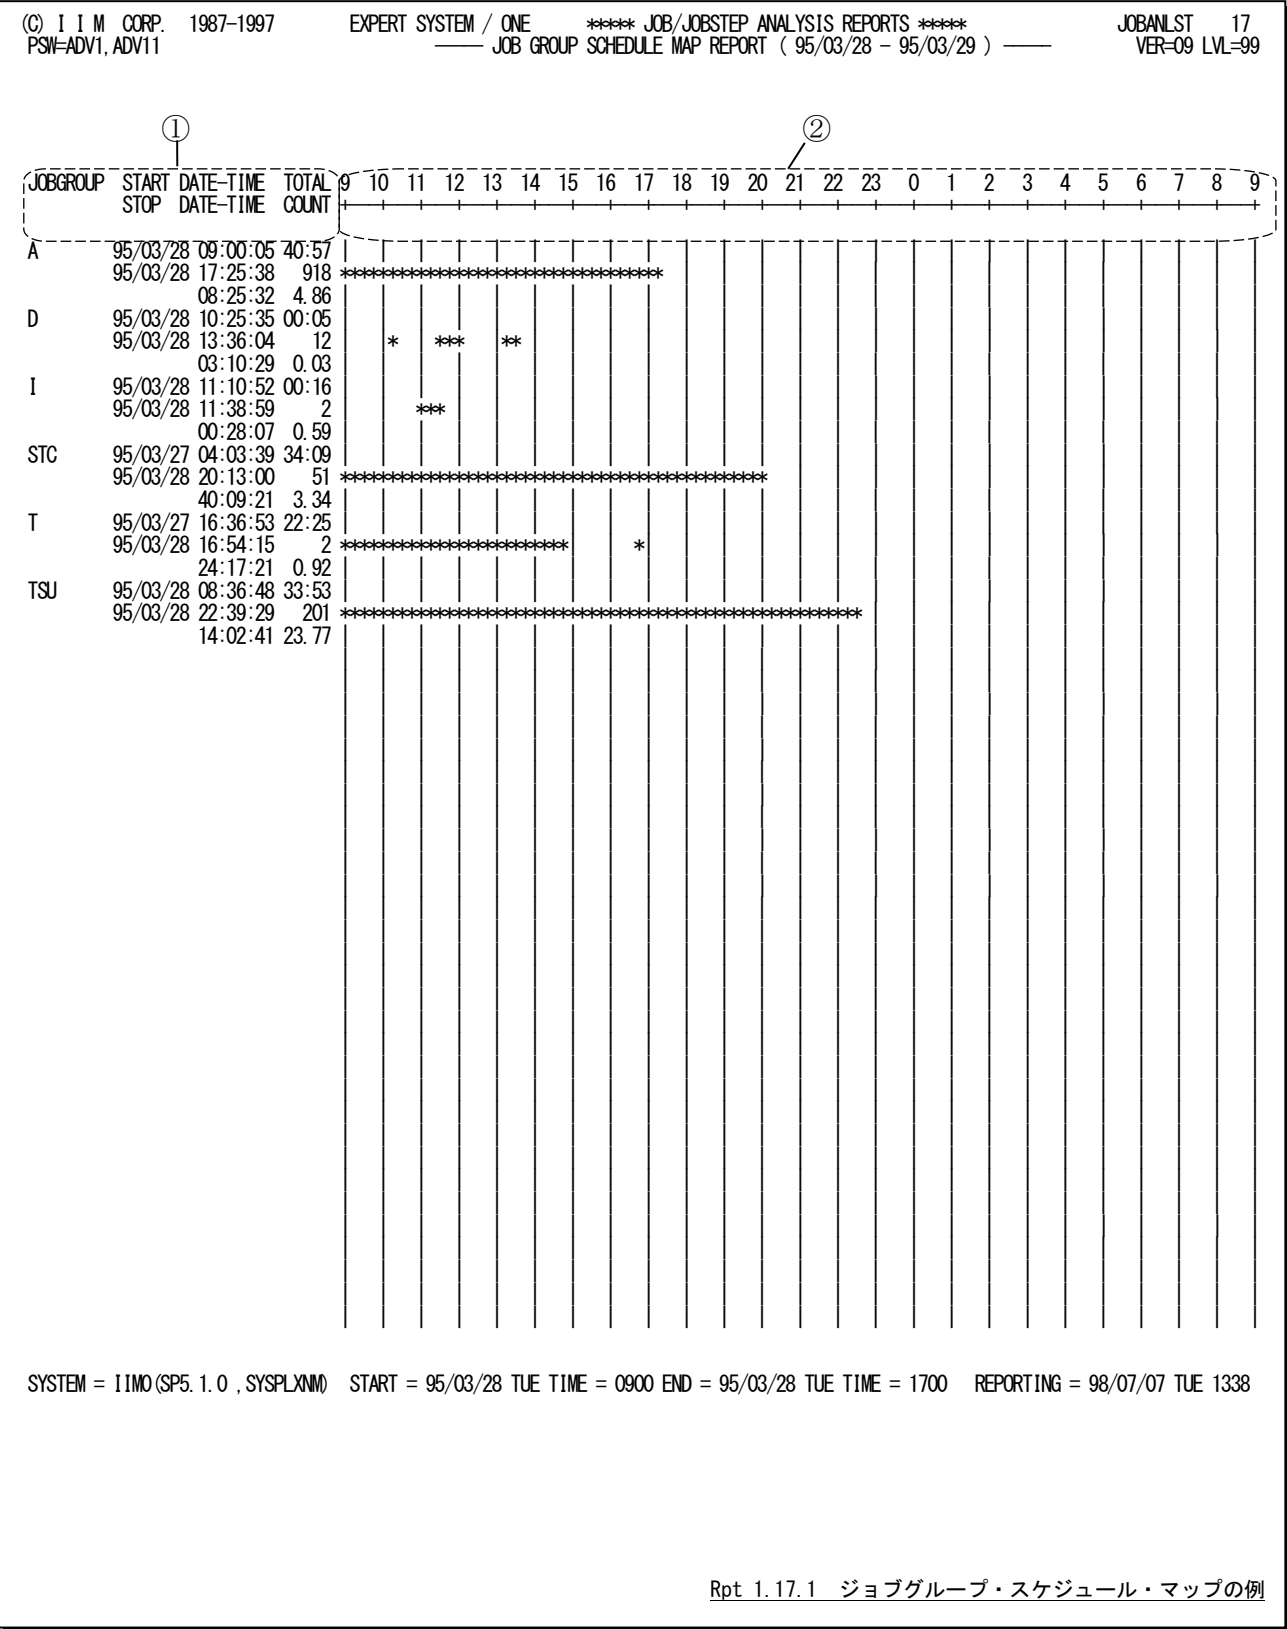 (C) I I M CORP. 1987-1997 EXPERT SYSTEM / ONE ***** JOB/JOBSTEP ANALYSIS REPORTS ***** JOBANLST 17
PSW=ADV1,ADV11 ――― JOB GROUP SCHEDULE MAP REPORT ( 95/03/28 - 95/03/29 ) ――― VER=09 LVL=99
① ②
JOBGROUP START DATE-TIME TOTAL 9 10 11 12 13 14 15 16 17 18 19 20 21 22 23 0 1 2 3 4 5 6 7 8 9
STOP DATE-TIME COUNT
A 95/03/28 09:00:05 40:57
95/03/28 17:25:38 918 **********************************
08:25:32 4.86
D 95/03/28 10:25:35 00:05
95/03/28 13:36:04 12 * *** **
03:10:29 0.03
I 95/03/28 11:10:52 00:16
95/03/28 11:38:59 2 ***
00:28:07 0.59
STC 95/03/27 04:03:39 34:09
95/03/28 20:13:00 51 *********************************************
40:09:21 3.34
T 95/03/27 16:36:53 22:25
95/03/28 16:54:15 2 ************************ *
24:17:21 0.92
TSU 95/03/28 08:36:48 33:53
95/03/28 22:39:29 201 *******************************************************
14:02:41 23.77
SYSTEM = IIMO(SP5.1.0 ,SYSPLXNM) START = 95/03/28 TUE TIME = 0900 END = 95/03/28 TUE TIME = 1700 REPORTING = 98/07/07 TUE 1338
Rpt 1.17.1 ジョブグループ・スケジュール・マップの例